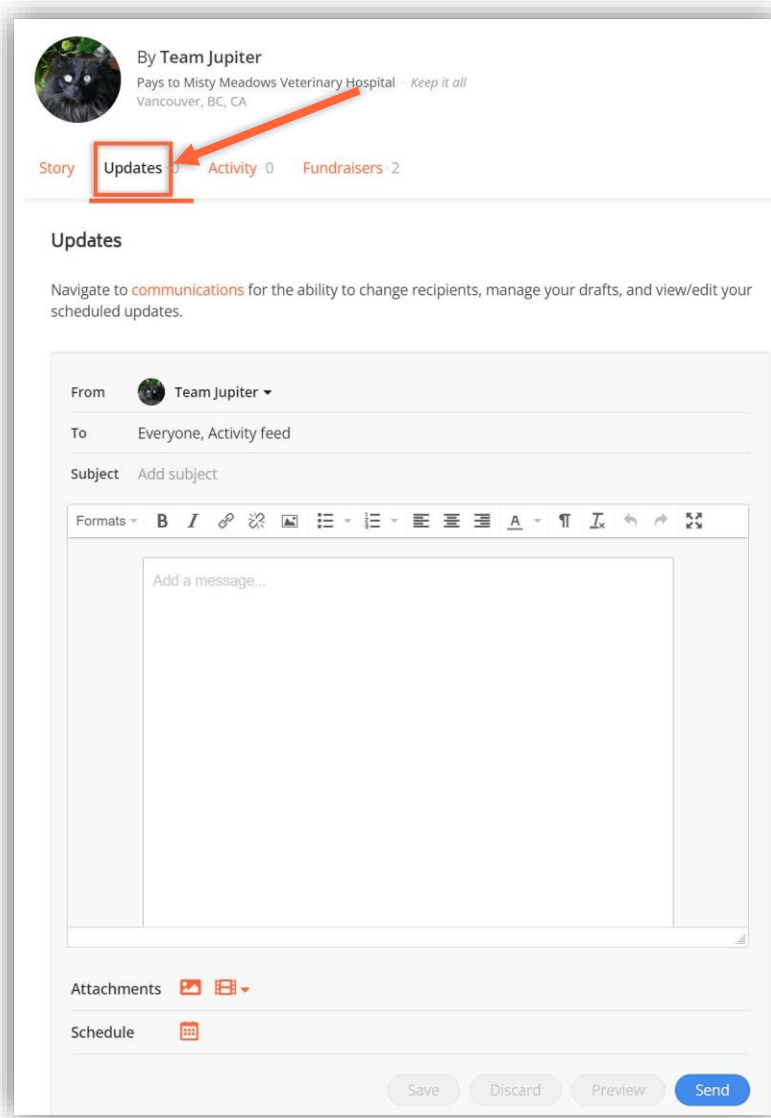 By Team Jupiter
Pays to Misty Meadows Veterinary Hospital · Keep it all
Vancouver, BC, CA
Story Updates · 0 Activity · 0 Fundraisers · 2
Updates
Navigate to communications for the ability to change recipients, manage your drafts, and view/edit your
scheduled updates.
From Team Jupiter
To Everyone, Activity feed
Subject Add subject
Formats B I A ¶ Ix
Add a message...
Attachments
Schedule
Save Discard Preview Send